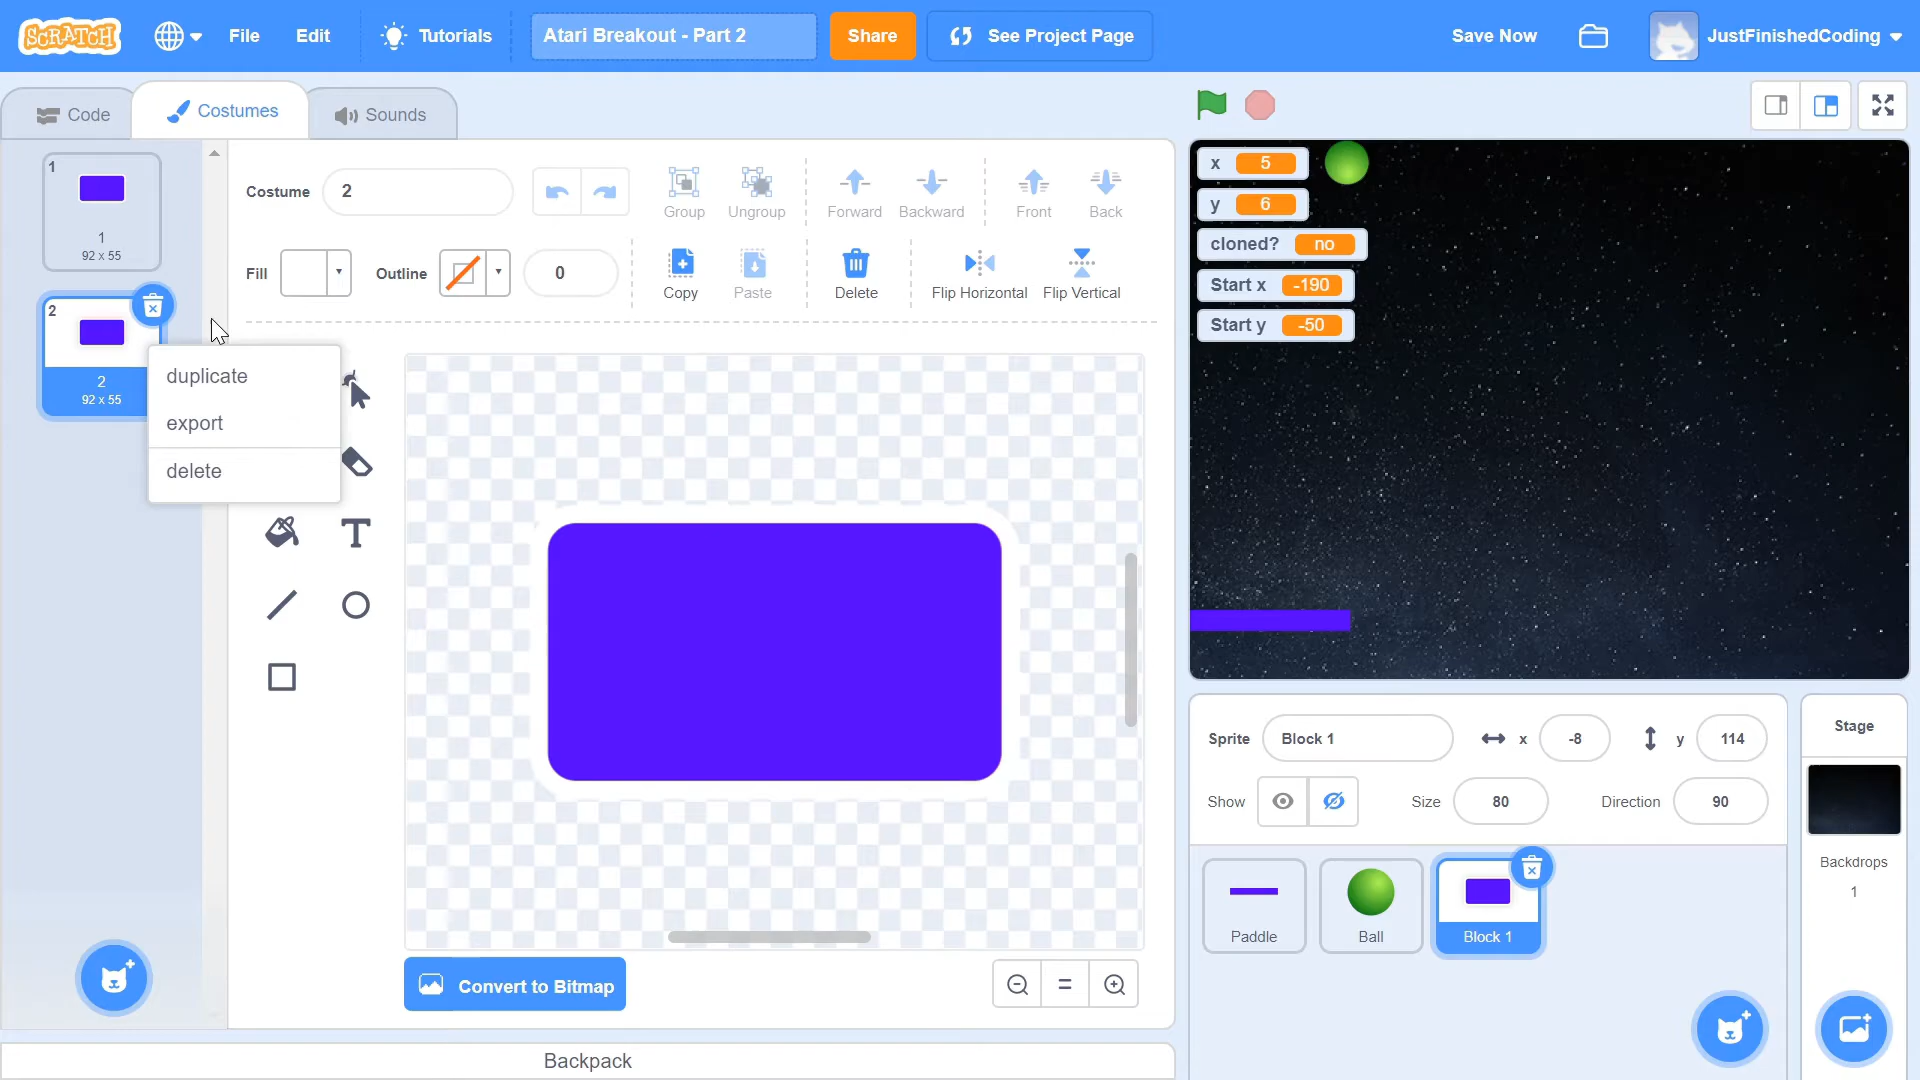 SCRATCH
File
Edit
Tutorials
Atari Breakout - Part 2
Share
See Project Page
Save Now
JustFinishedCoding
Code
Costumes
Sounds
1
1
92 x 55
2
2
92 x 55
duplicate
export
delete
Costume
2
Group
Ungroup
Forward
Backward
Front
Back
Fill
Outline
0
Copy
Paste
Delete
Flip Horizontal
Flip Vertical
T
Convert to Bitmap
=
Backpack
x 5
y 6
cloned? no
Start x -190
Start y -50
Sprite
Block 1
x
-8
y
114
Show
Size
80
Direction
90
Paddle
Ball
Block 1
Stage
Backdrops
1